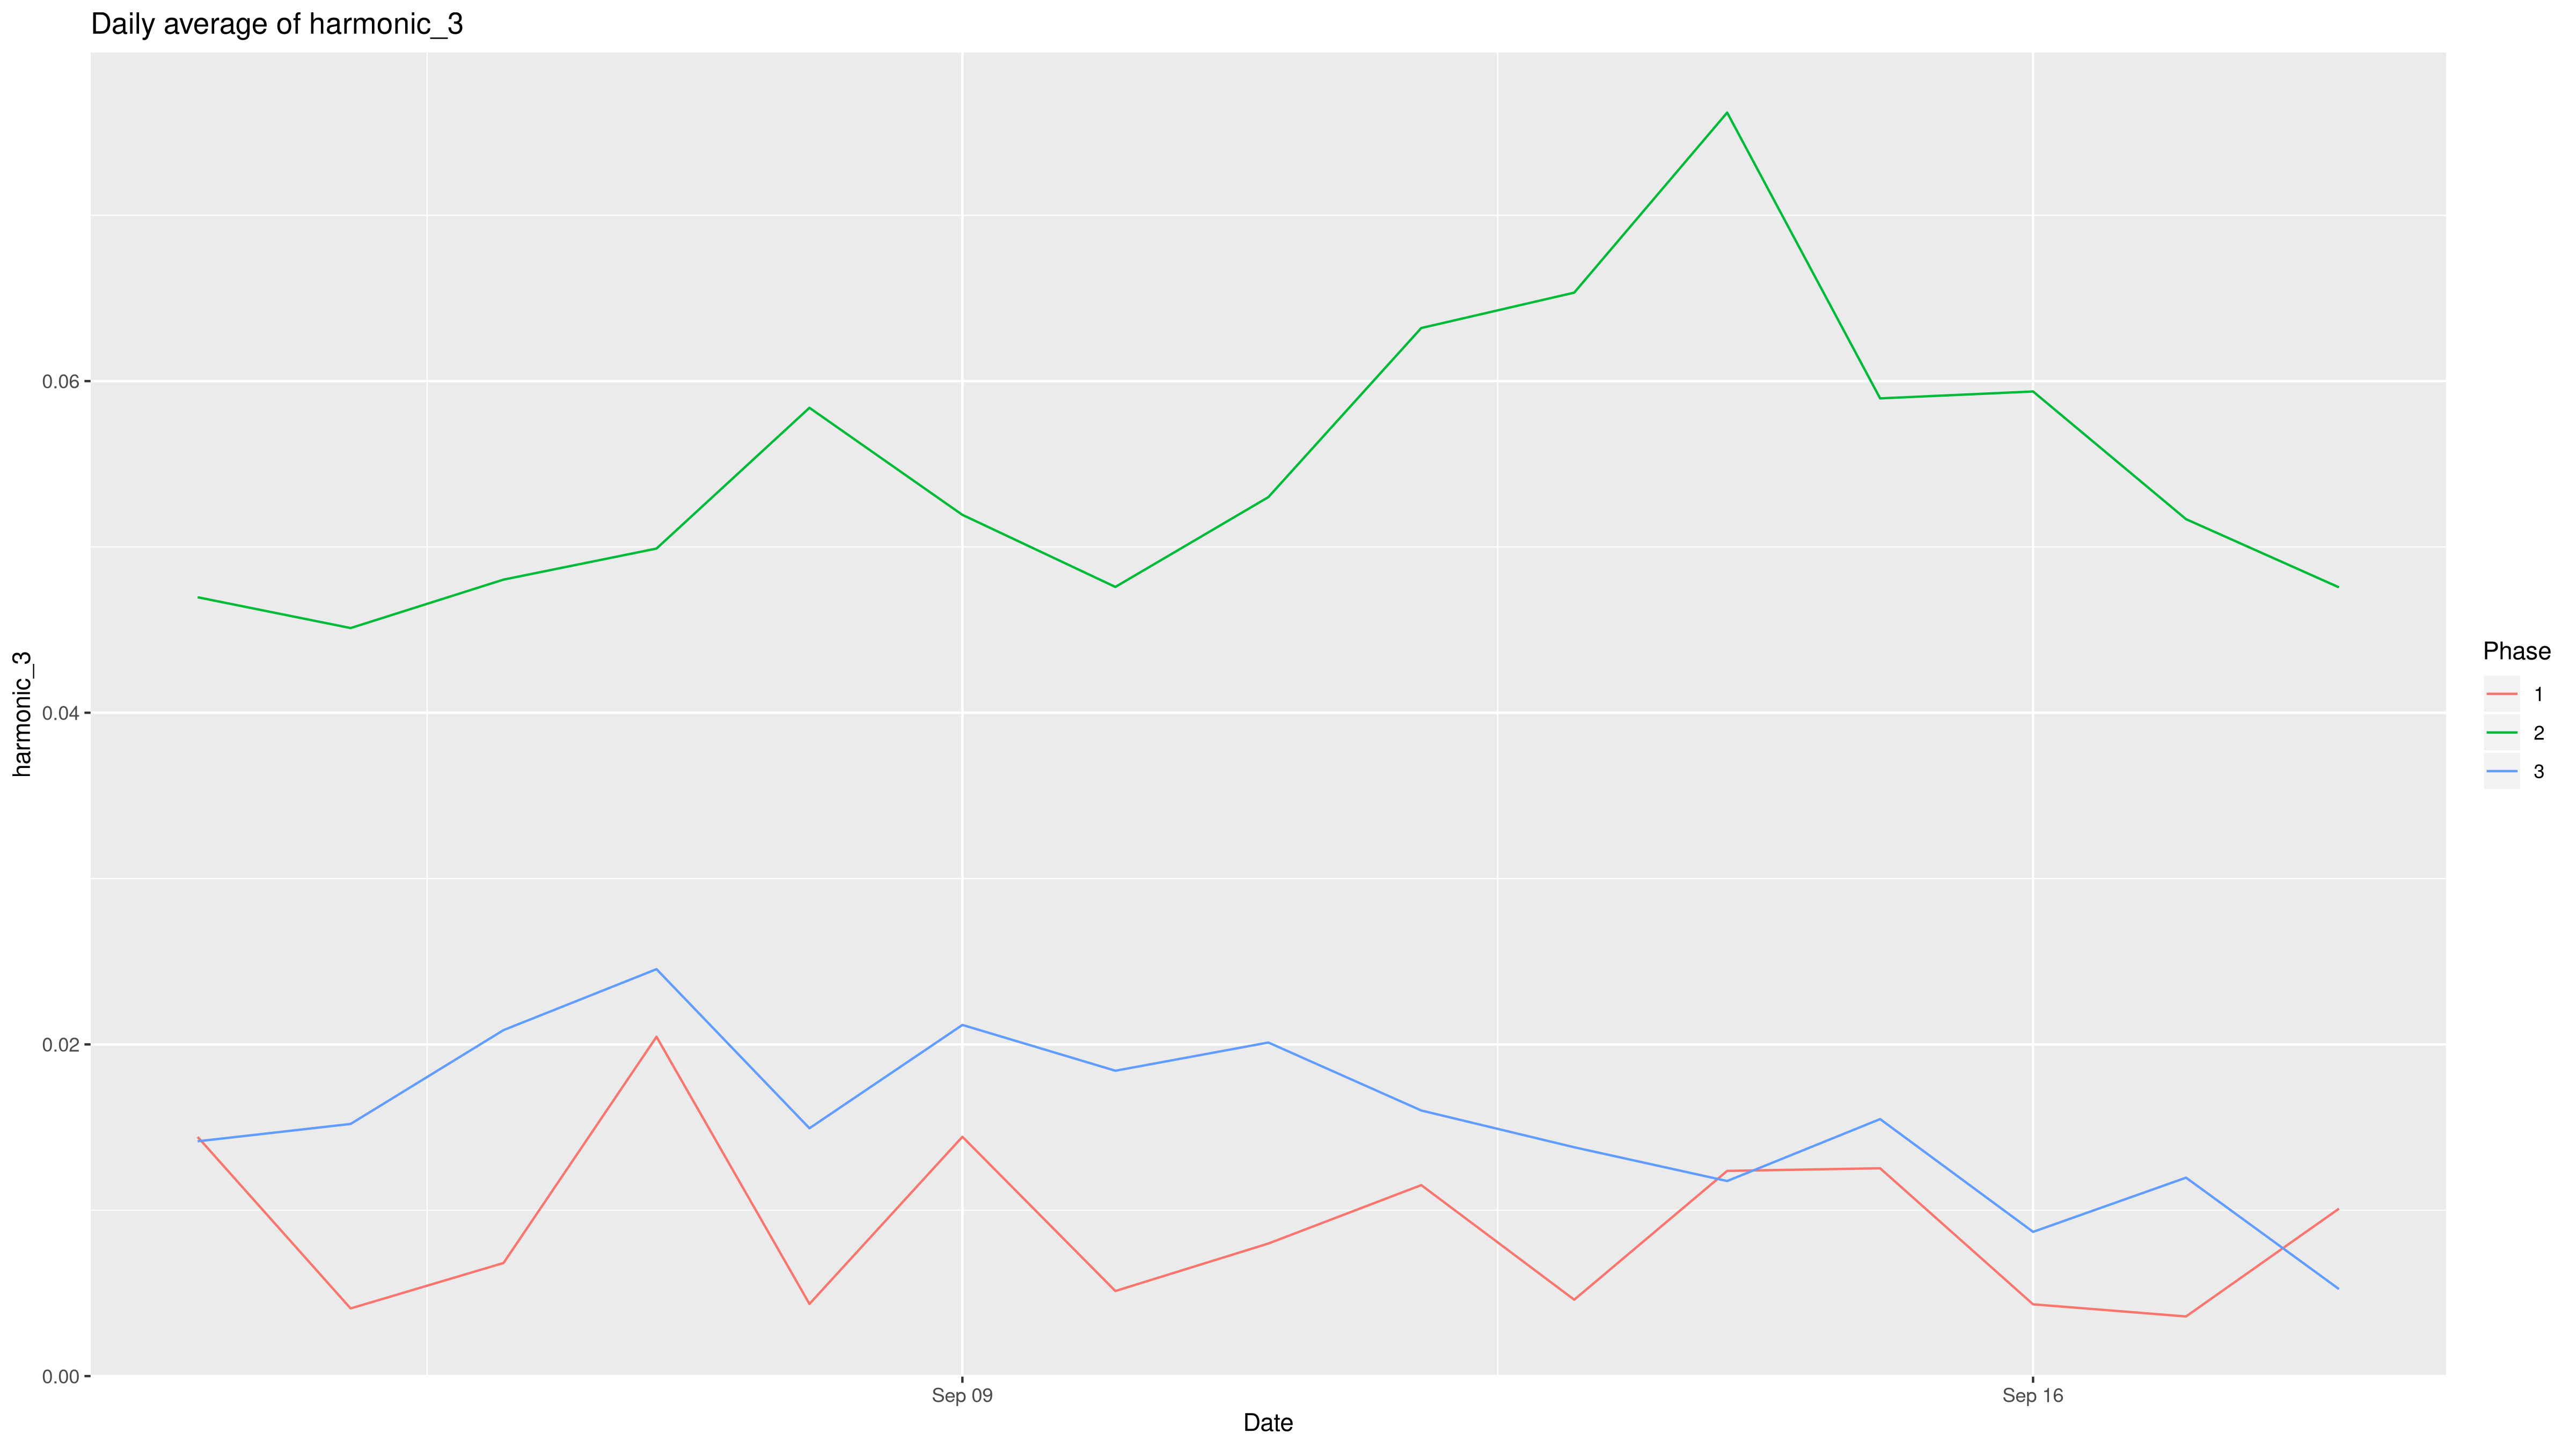 Daily average of harmonic_3
harmonic_3
0.06
0.04
0.02
0.00
Sep 09
Sep 16
Date
Phase
1
2
3